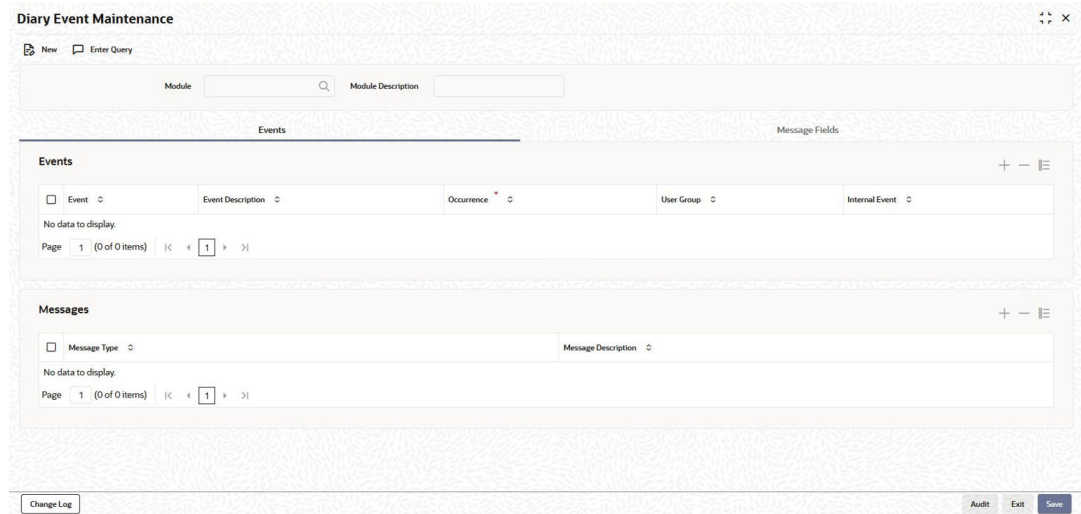 Diary Event Maintenance
New Enter Query
Module Module Description
Events Message Fields
Events
Event Event Description Occurrence * User Group Internal Event
No data to display.
Page 1 (0 of 0 items) 1
Messages
Message Type Message Description
No data to display.
Page 1 (0 of 0 items) 1
Change Log Audit Exit Save